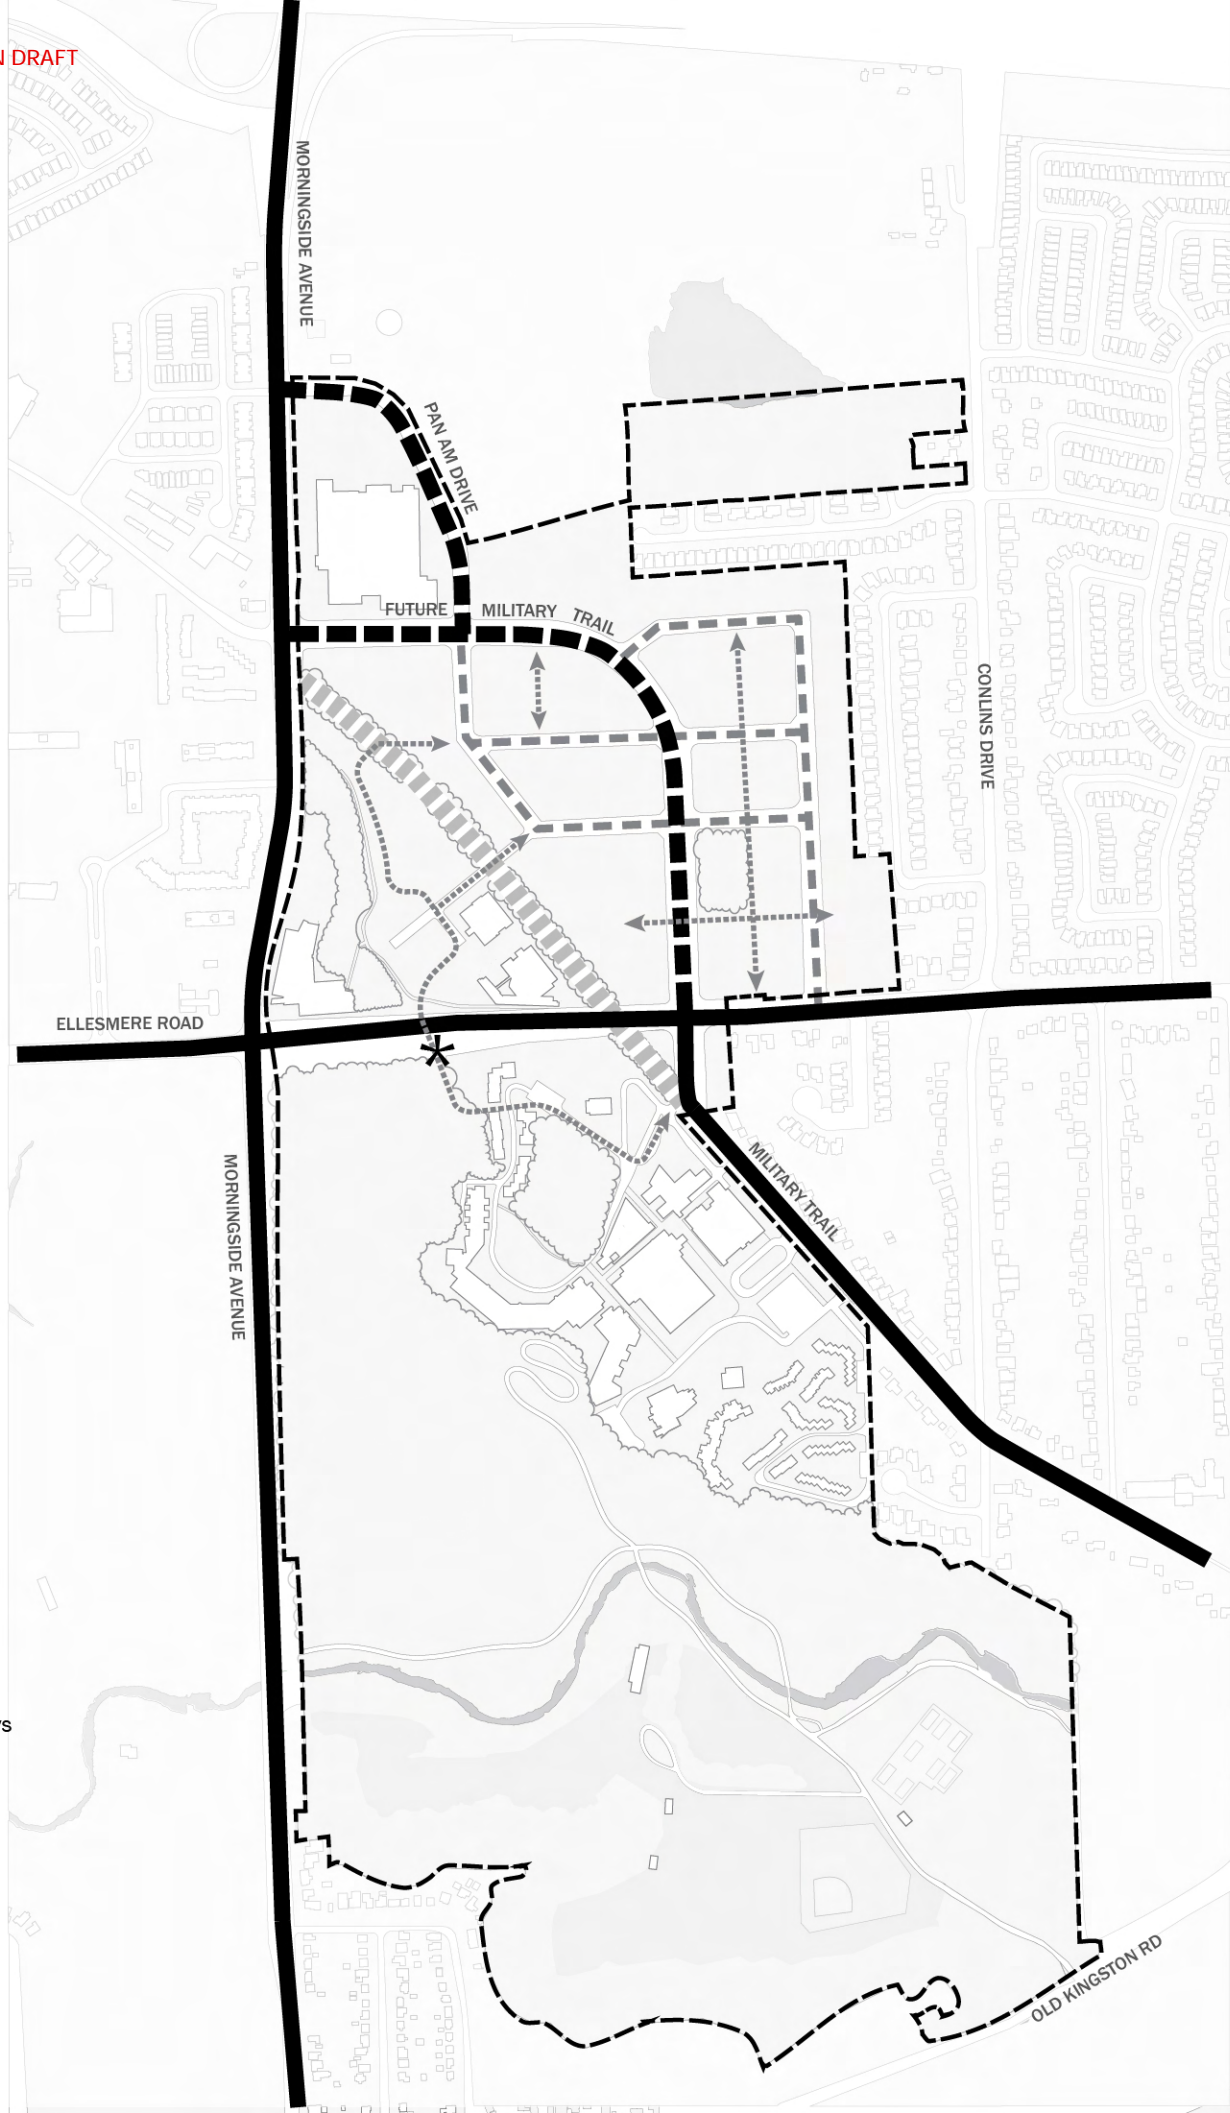 N DRAFT
MORNINGSIDE AVENUE
PAN AM DRIVE
FUTURE MILITARY TRAIL
CONLINS DRIVE
ELLESMERE ROAD
MORNINGSIDE AVENUE
MILITARY TRAIL
YS
OLD KINGSTON RD